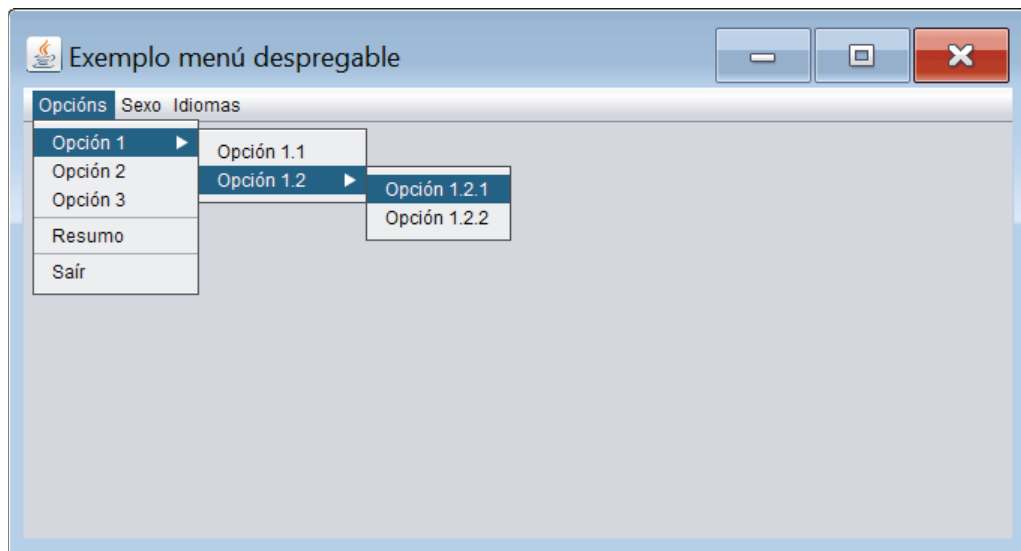 Exemplo menú despregable
Opcións Sexo Idiomas
Opción 1
Opción 2
Opción 3
Resumo
Saír
Opción 1.1
Opción 1.2
Opción 1.2.1
Opción 1.2.2